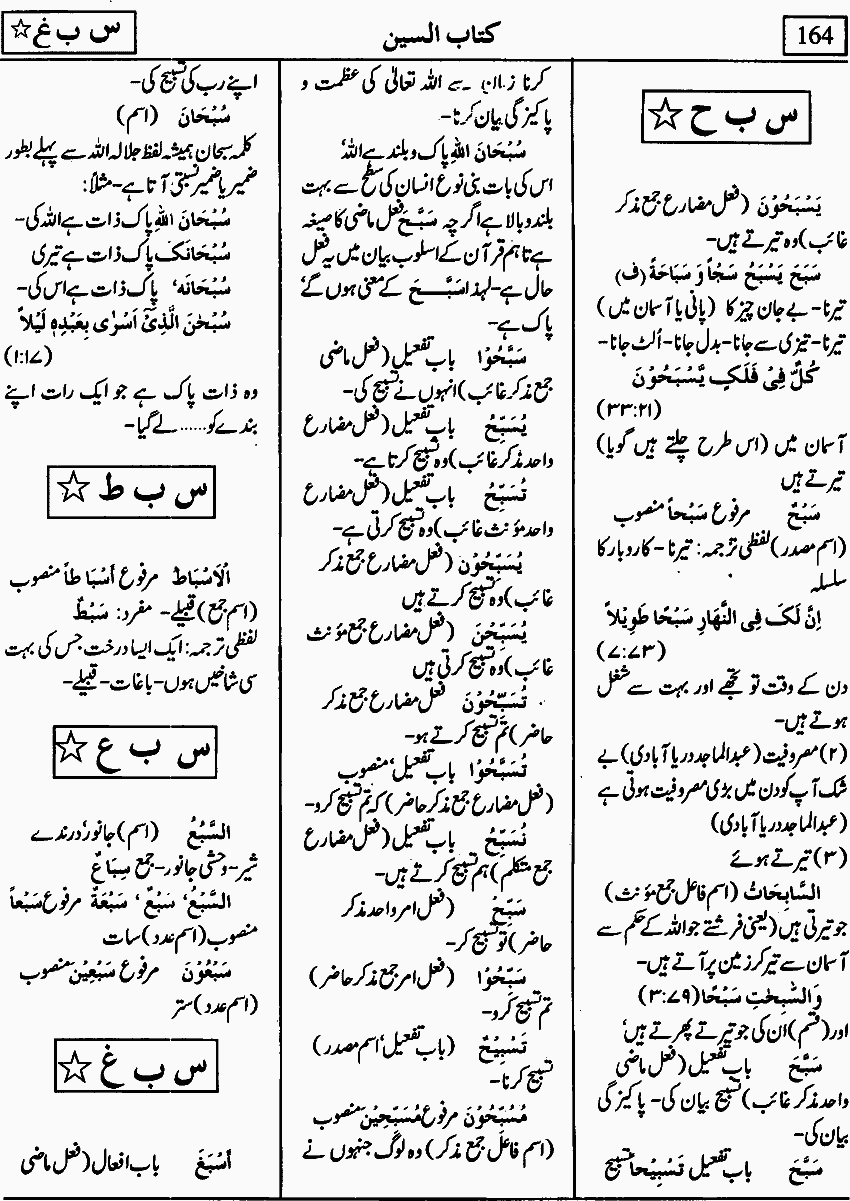 164
كتاب السين
س ب غ ☆
س ب ح ☆
يَسْبَحُوْنَ (فعل مضارع جمع مذکر
غائب) وہ تیرتے ہیں-
سَبَحَ يَسْبَحُ سَبْحاً وَ سَبَاحَةً (ف)
تیرنا- بے جان چیز کا (پانی یا آسمان میں)
تیرنا- تیزی سے جانا- بدل جانا- اُلٹ جانا-
كُلٌّ فِىْ فَلَكٍ يَّسْبَحُوْنَ
(۳۳:۲۱)
آسمان میں (اس طرح چلتے ہیں گویا)
تیرتے ہیں
سَبْحٌ مرفوع سَبْحاً منصوب
(اسم مصدر) لفظی ترجمہ: تیرنا- کاروبار کا
سلسلہ
اِنَّ لَكَ فِى النَّهَارِ سَبْحًا طَوِيْلاً
(۷:۷۳)
دن کے وقت تو تجھے اور بہت سے شغل
ہوتے ہیں-
(۲) مصروفیت (عبدالماجد دریا آبادی) بے
شک آپ کو دن میں بڑی مصروفیت ہوتی ہے
(عبدالماجد دریا آبادی)
(۳) تیرتے ہوئے
السَّابِحَاتُ (اسم فاعل جمع مؤنث)
جو تیرتی ہیں (یعنی فرشتے جو اللہ کے حکم سے
آسمان سے تیر کر زمین پر آتے ہیں-
وَالسّٰبِحٰتِ سَبْحًا (۳:۷۹)
اور (قسم) اُن کی جو تیرتے پھرتے ہیں'
سَبَّحَ باب تفعیل (فعل ماضی
واحد مذکر غائب) تسبیح بیان کی- پاکیزگی
بیان کی-
سَبَّحَ باب تفعیل تَسْبِيْحاً تسبیح
کرنا زبان سے اللہ تعالٰی کی عظمت و
پاکیزگی بیان کرنا-
سُبْحَانَ اللهِ پاک و بلند ہے اللہ'
اس کی بات بنی نوع انسان کی سطح سے بہت
بلند و بالا ہے اگرچہ سَبَّحَ فعل ماضی کا صیغہ
ہے تاہم قرآن کے اسلوب بیان میں یہ فعل
حال ہے- لہذا سَبَّحَ کے معنی ہوں گے'
پاک ہے-
سَبَّحُوْا باب تفعیل (فعل ماضی
جمع مذکر غائب) انہوں نے تسبیح کی-
يُسَبِّحُ باب تفعیل (فعل مضارع
واحد مذکر غائب) وہ تسبیح کرتا ہے-
تُسَبِّحُ باب تفعیل (فعل مضارع
واحد مؤنث غائب) وہ تسبیح کرتی ہے-
يُسَبِّحُوْنَ (فعل مضارع جمع مذکر
غائب) وہ تسبیح کرتے ہیں
يُسَبِّحْنَ (فعل مضارع جمع مؤنث
غائب) وہ تسبیح کرتی ہیں
تُسَبِّحُوْنَ فعل مضارع جمع مذکر
حاضر) تم تسبیح کرتے ہو-
تُسَبِّحُوْا باب تفعیل' منصوب
(فعل مضارع جمع مذکر حاضر) کہ تم تسبیح کرو-
نُسَبِّحُ باب تفعیل (فعل مضارع
جمع متکلم) ہم تسبیح کرتے ہیں-
سَبِّحْ (فعل امر واحد مذکر
حاضر) تو تسبیح کر-
سَبِّحُوْا (فعل امر جمع مذکر حاضر)
تم تسبیح کرو-
تَسْبِيْحٌ (باب تفعیل' اسم مصدر)
تسبیح کرنا-
مُسَبِّحُوْنَ مرفوع مُسَبِّحِيْنَ منصوب
(اسم فاعل جمع مذکر) وہ لوگ جنہوں نے
اپنے رب کی تسبیح کی-
سُبْحَانَ (اسم)
کلمہ سبحان ہمیشہ لفظ جلالہ اللہ سے پہلے بطور
ضمیر یا ضمیر نسبتی آتا ہے- مثلاً:
سُبْحَانَ اللهِ پاک ذات ہے اللہ کی-
سُبْحَانَكَ پاک ذات ہے تیری
سُبْحَانَه' پاک ذات ہے اس کی-
سُبْحٰنَ الَّذِىْٓ اَسْرٰى بِعَبْدِهٖ لَيْلاً
(۱:۱۷)
وہ ذات پاک ہے جو ایک رات اپنے
بندے کو......لے گیا-
س ب ط ☆
اَلْاَسْبَاطُ مرفوع اَسْبَاطاً منصوب
(اسم جمع) قبیلے- مفرد: سَبْطٌ
لفظی ترجمہ: ایک ایسا درخت جس کی بہت
سی شاخیں ہوں- باغات- قبیلے-
س ب ع ☆
السَّبُعُ (اسم) جانور' درندے
شیر- وحشی جانور- جمع سِبَاعٌ
السَّبْعُ' سَبْعٌ' سَبْعَةٌ مرفوع سَبْعاً
منصوب (اسم عدد) سات
سَبْعُوْنَ مرفوع سَبْعِيْنَ منصوب
(اسم عدد) ستر
س ب غ ☆
اَسْبَغَ باب افعال (فعل ماضی